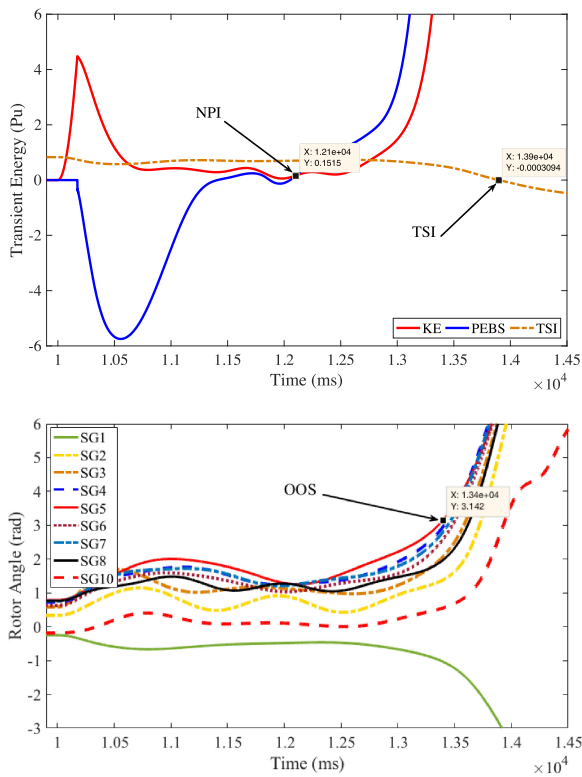 6
4
2
0
-2
-4
-6
Transient Energy (Pu)
NPI
X: 1.21e+04
Y: 0.1515
X: 1.39e+04
Y: -0.0003094
TSI
KE PEBS TSI
1 1.05 1.1 1.15 1.2 1.25 1.3 1.35 1.4 1.45
Time (ms)
×10⁴
6
5
4
3
2
1
0
-1
-2
-3
Rotor Angle (rad)
SG1
SG2
SG3
SG4
SG5
SG6
SG7
SG8
SG10
OOS
X: 1.34e+04
Y: 3.142
1 1.05 1.1 1.15 1.2 1.25 1.3 1.35 1.4 1.45
Time (ms)
×10⁴